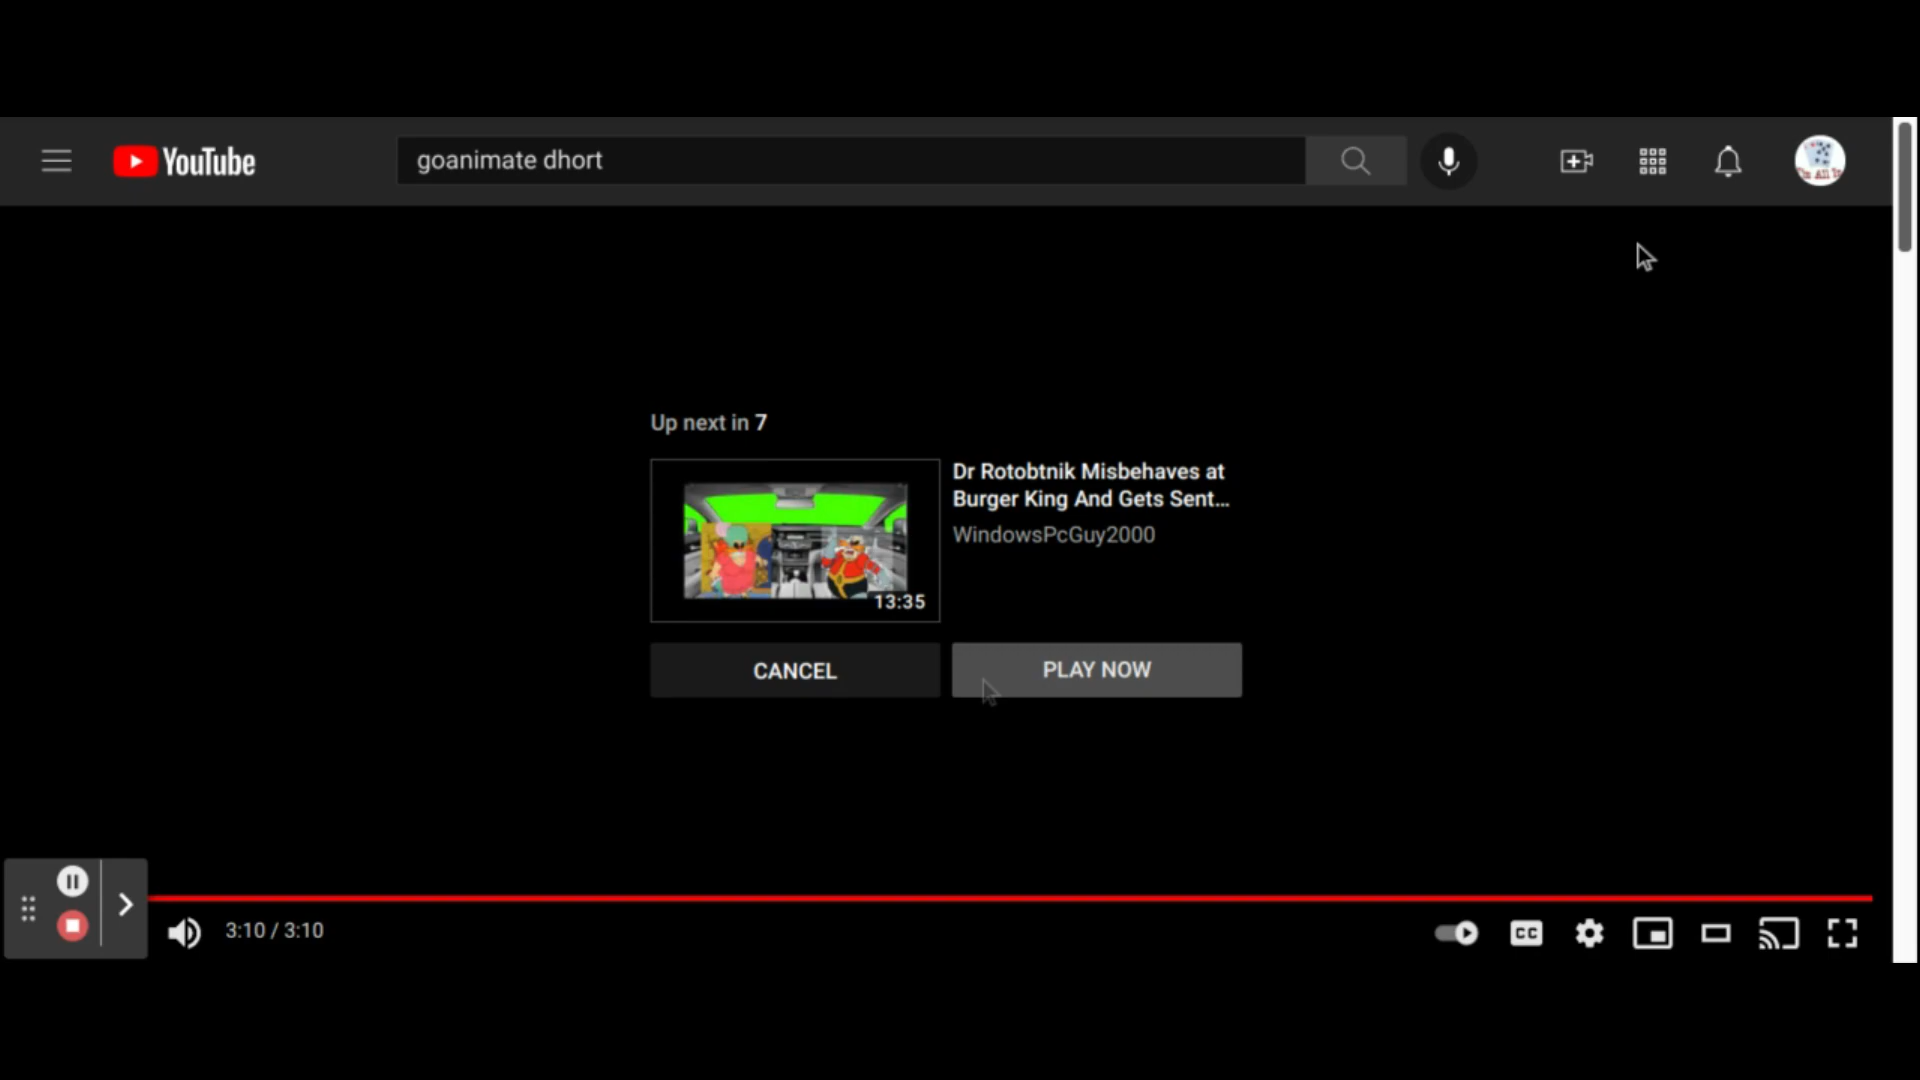 YouTube
goanimate dhort
Up next in 7
Dr Rotobtnik Misbehaves at
Burger King And Gets Sent...
WindowsPcGuy2000
13:35
CANCEL
PLAY NOW
3:10 / 3:10
CC